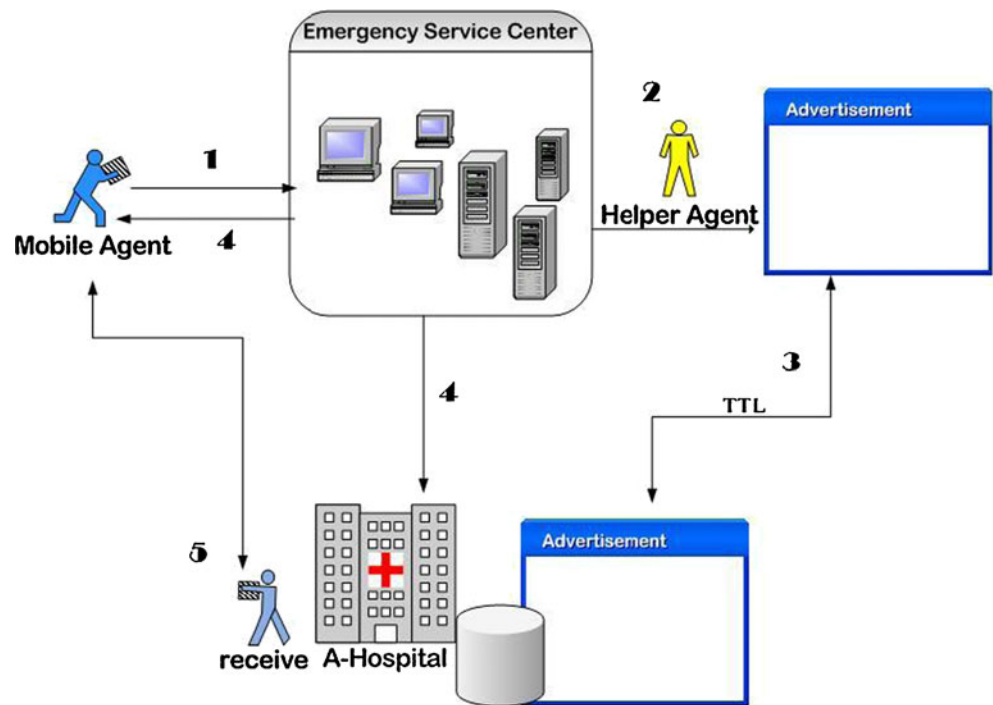 Emergency Service Center
2
Advertisement
1
Helper Agent
4
Mobile Agent
3
4
TTL
5
Advertisement
receive
A-Hospital